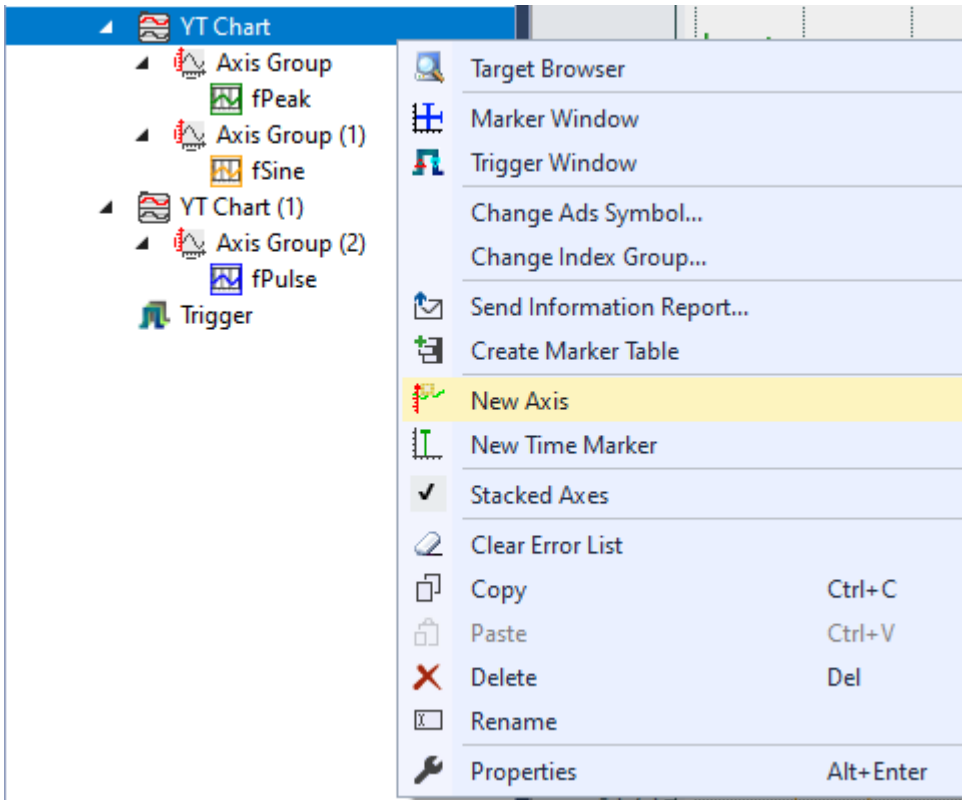 YT Chart
Axis Group
fPeak
Axis Group (1)
fSine
YT Chart (1)
Axis Group (2)
fPulse
Trigger
Target Browser
Marker Window
Trigger Window
Change Ads Symbol...
Change Index Group...
Send Information Report...
Create Marker Table
New Axis
New Time Marker
Stacked Axes
Clear Error List
Copy Ctrl+C
Paste Ctrl+V
Delete Del
Rename
Properties Alt+Enter